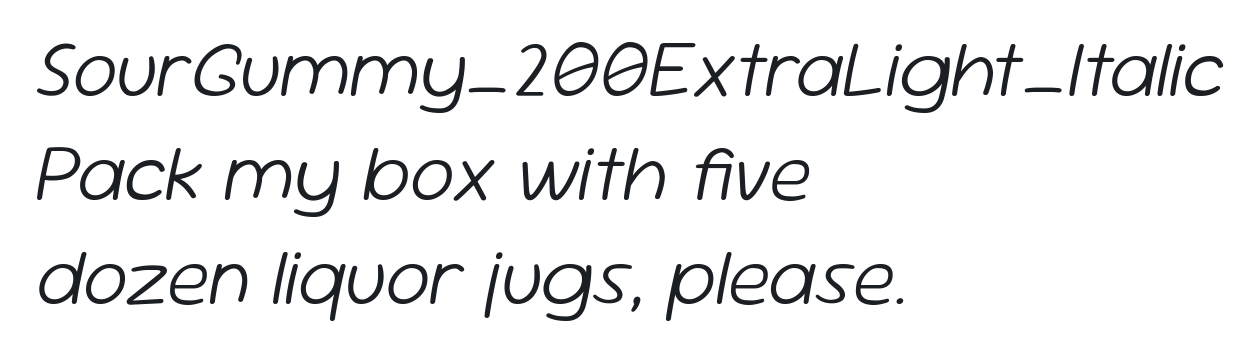 SourGummy_200ExtraLight_Italic
Pack my box with five
dozen liquor jugs, please.